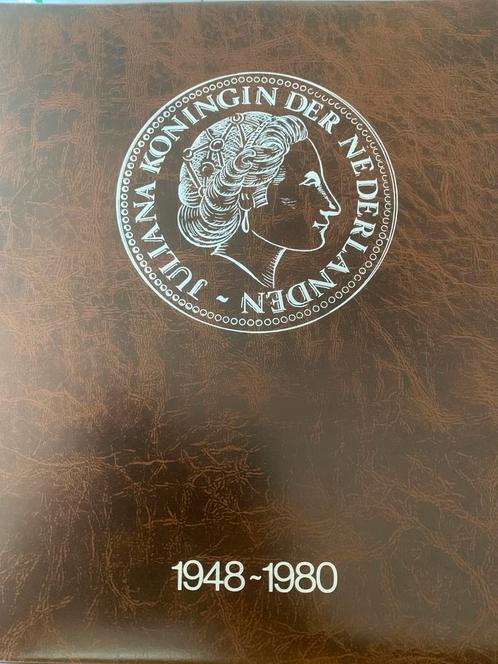 JULIANA KONINGIN DER NEDERLANDEN ~
1948~1980